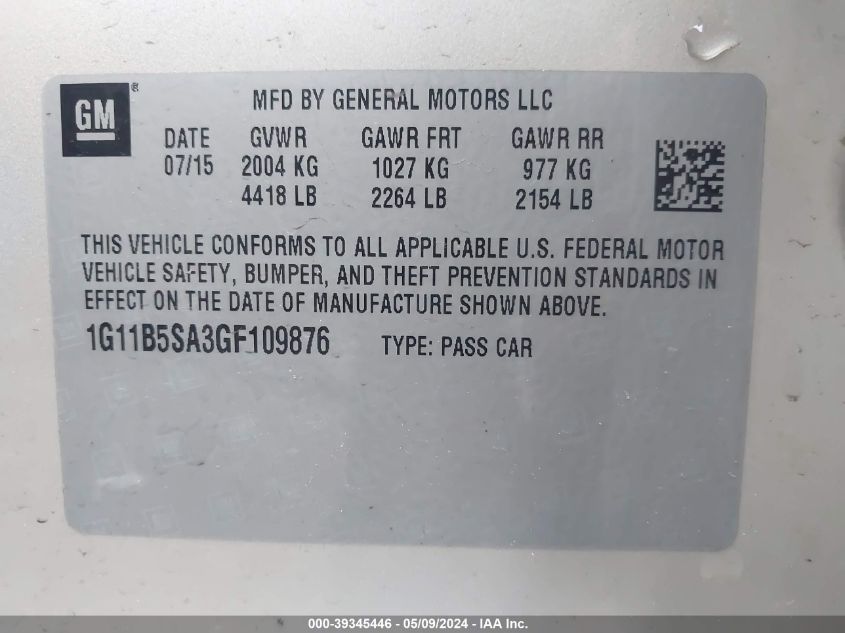 GM ®
MFD BY GENERAL MOTORS LLC
DATE GVWR GAWR FRT GAWR RR
07/15 2004 KG 1027 KG 977 KG
4418 LB 2264 LB 2154 LB
THIS VEHICLE CONFORMS TO ALL APPLICABLE U.S. FEDERAL MOTOR
VEHICLE SAFETY, BUMPER, AND THEFT PREVENTION STANDARDS IN
EFFECT ON THE DATE OF MANUFACTURE SHOWN ABOVE.
1G11B5SA3GF109876 TYPE: PASS CAR
000-39345446 - 05/09/2024 - IAA Inc.